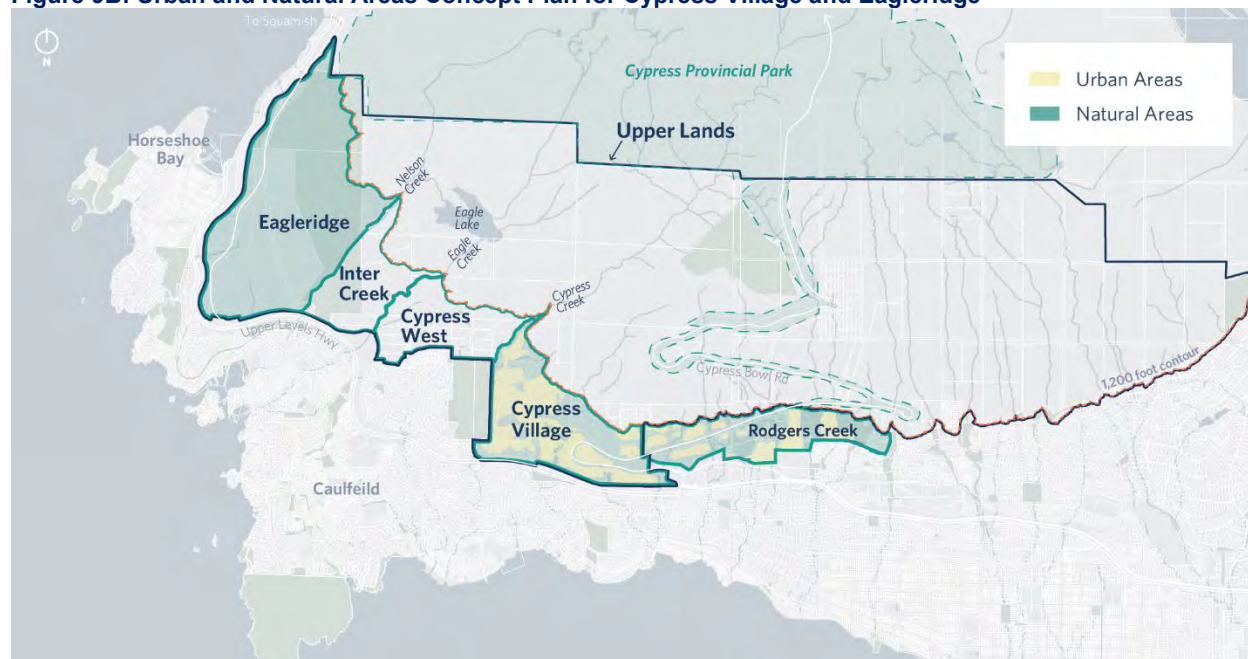 Figure 3B: Urban and Natural Areas Concept Plan for Cypress Village and Eagleridge
To Squamish
N
Cypress Provincial Park
Urban Areas
Natural Areas
Upper Lands
Horseshoe
Bay
Nelson
Creek
Eagleridge
Eagle
Lake
Eagle
Creek
Inter
Creek
Cypress
Creek
Cypress
West
Upper Levels Hwy
Cypress Bowl Rd
1,200 foot contour
Cypress
Village
Rodgers Creek
Caulfeild